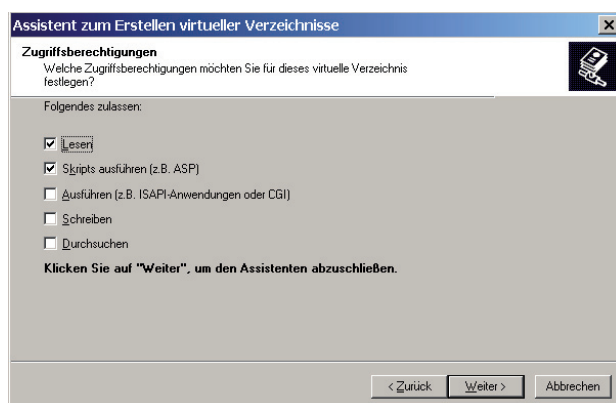 Assistent zum Erstellen virtueller Verzeichnisse
Zugriffsberechtigungen
Welche Zugriffsberechtigungen möchten Sie für dieses virtuelle Verzeichnis
festlegen?
Folgendes zulassen:
Lesen
Skripts ausführen (z.B. ASP)
Ausführen (z.B. ISAPI-Anwendungen oder CGI)
Schreiben
Durchsuchen
Klicken Sie auf "Weiter", um den Assistenten abzuschließen.
< Zurück Weiter > Abbrechen